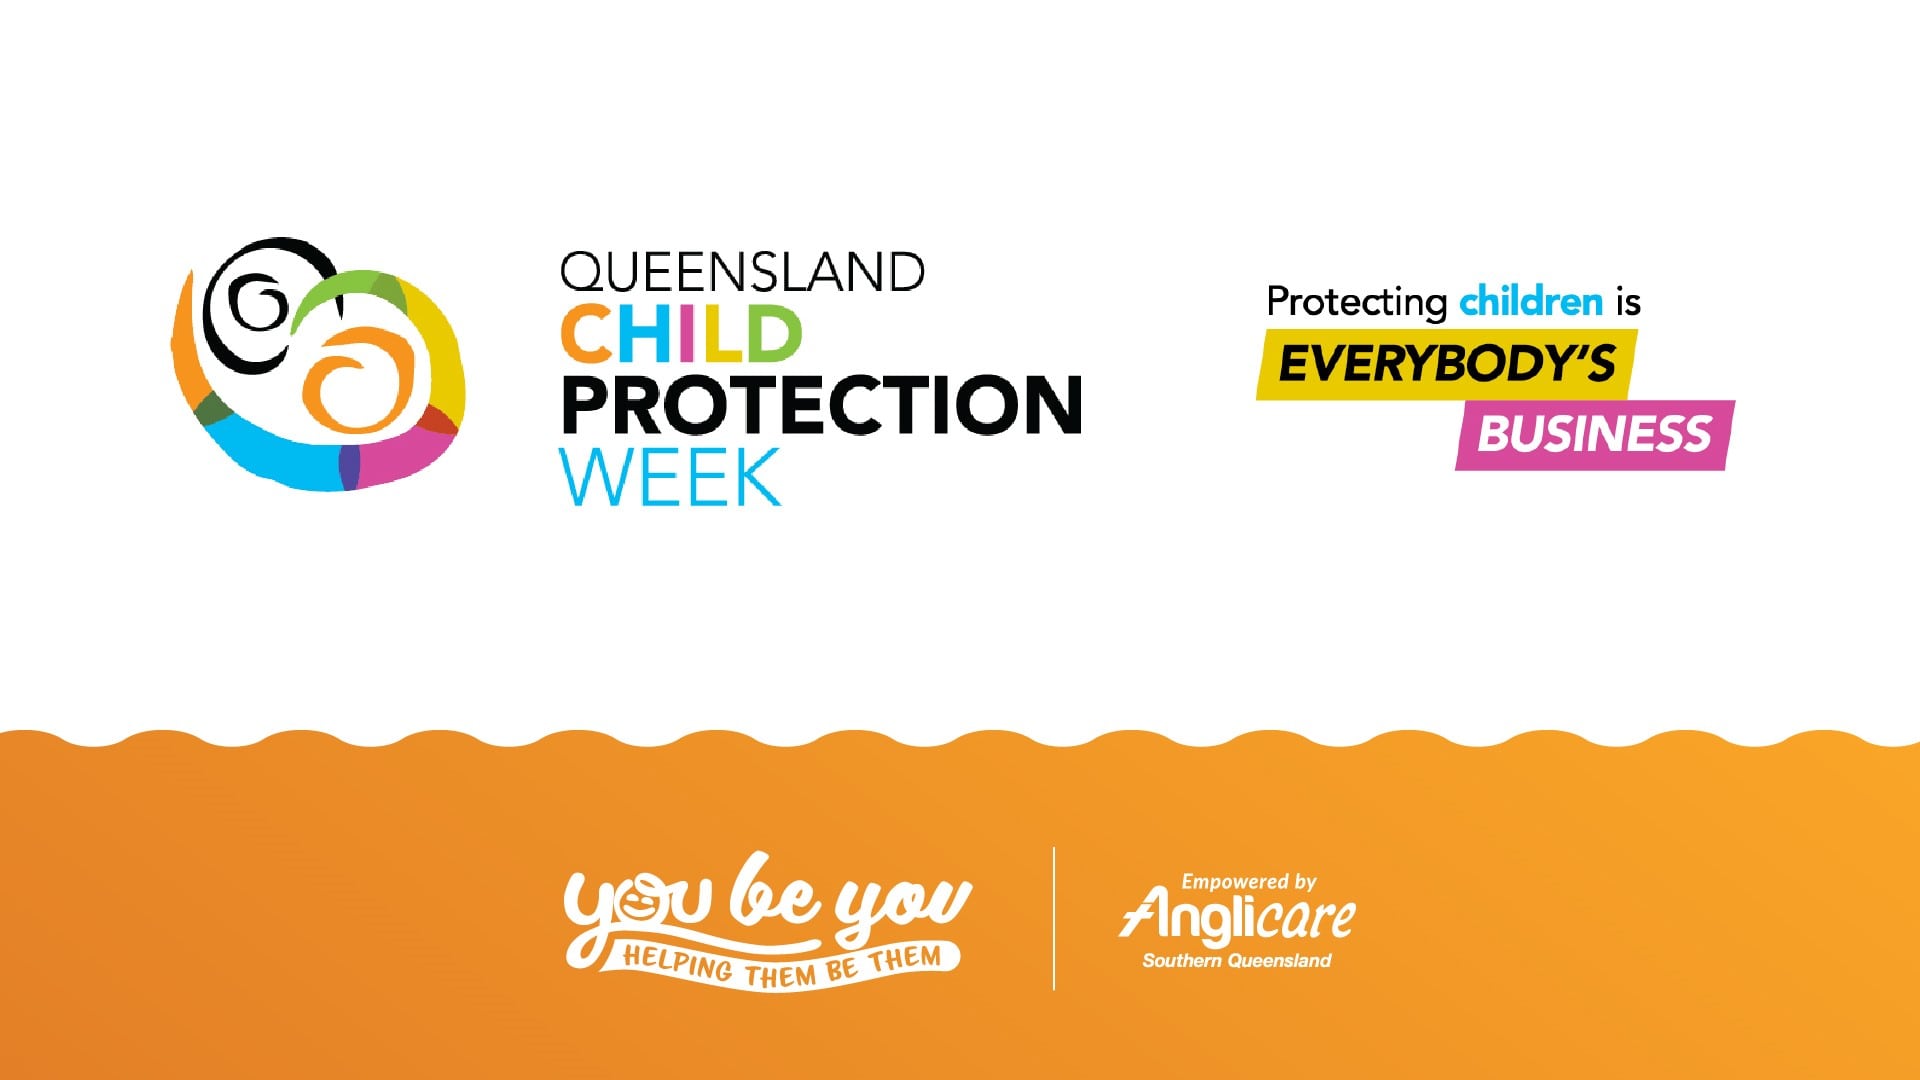 QUEENSLAND
CHILD
PROTECTION
WEEK
Protecting children is
EVERYBODY'S
BUSINESS
you be you
HELPING THEM BE THEM
Empowered by
Anglicare
Southern Queensland